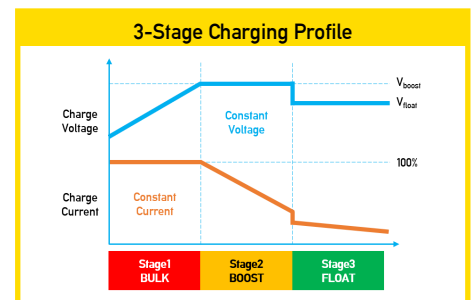 3-Stage Charging Profile
Charge
Voltage
Constant
Voltage
Vboost
Vfloat
100%
Charge
Current
Constant
Current
Stage1
BULK
Stage2
BOOST
Stage3
FLOAT